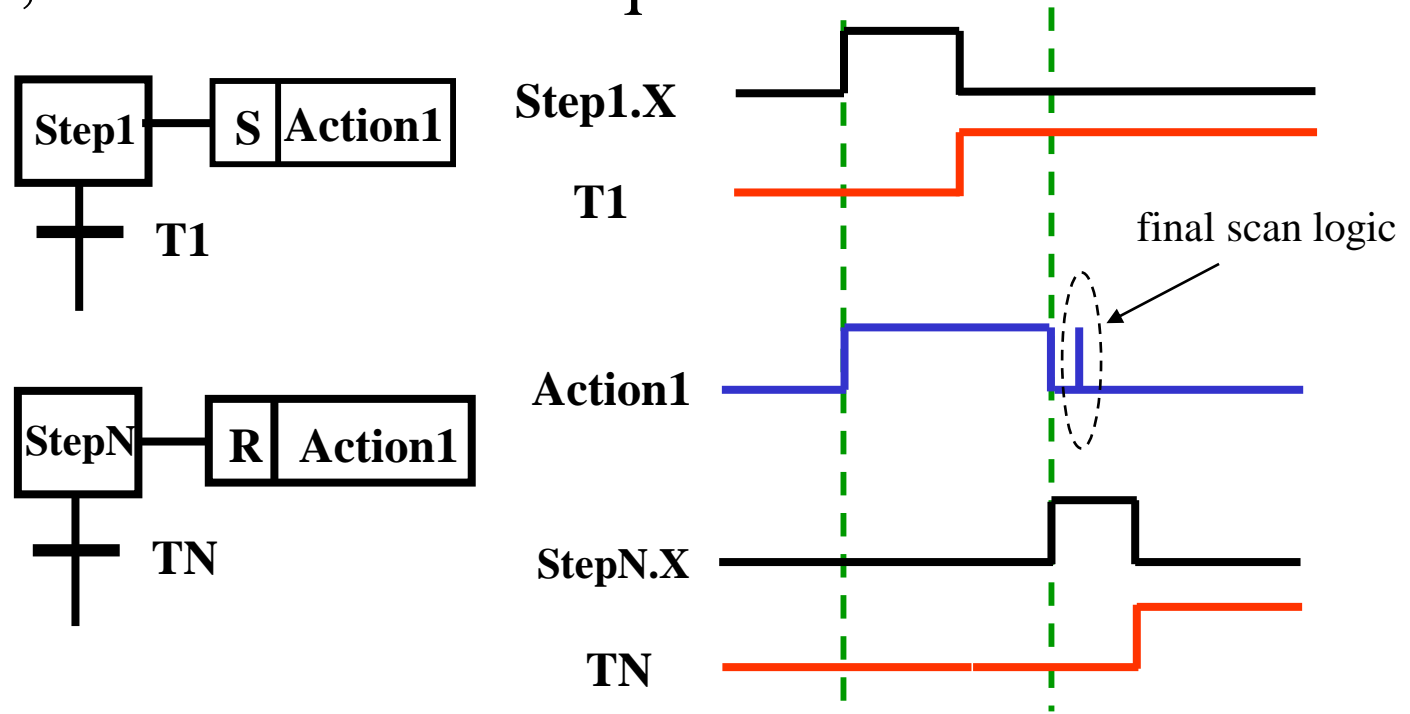 Step1
S
Action1
T1
StepN
R
Action1
TN
Step1.X
T1
final scan logic
Action1
StepN.X
TN